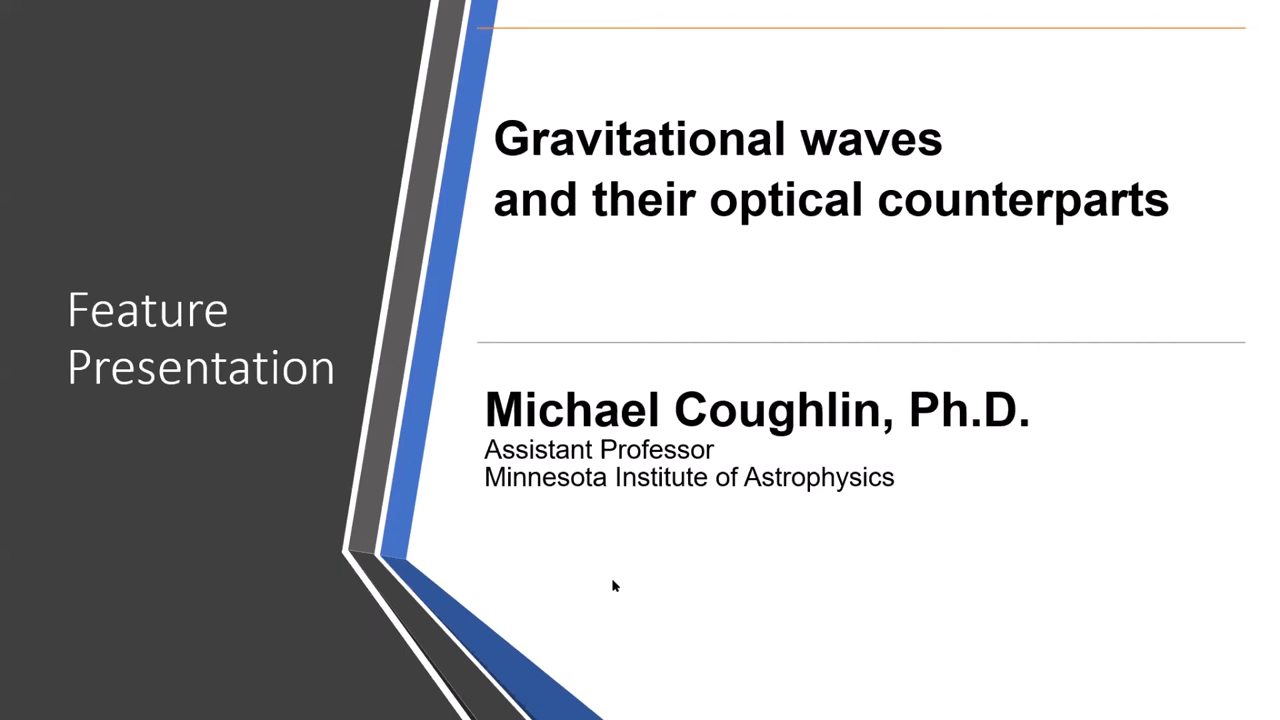 Feature
Presentation
Gravitational waves
and their optical counterparts
Michael Coughlin, Ph.D.
Assistant Professor
Minnesota Institute of Astrophysics